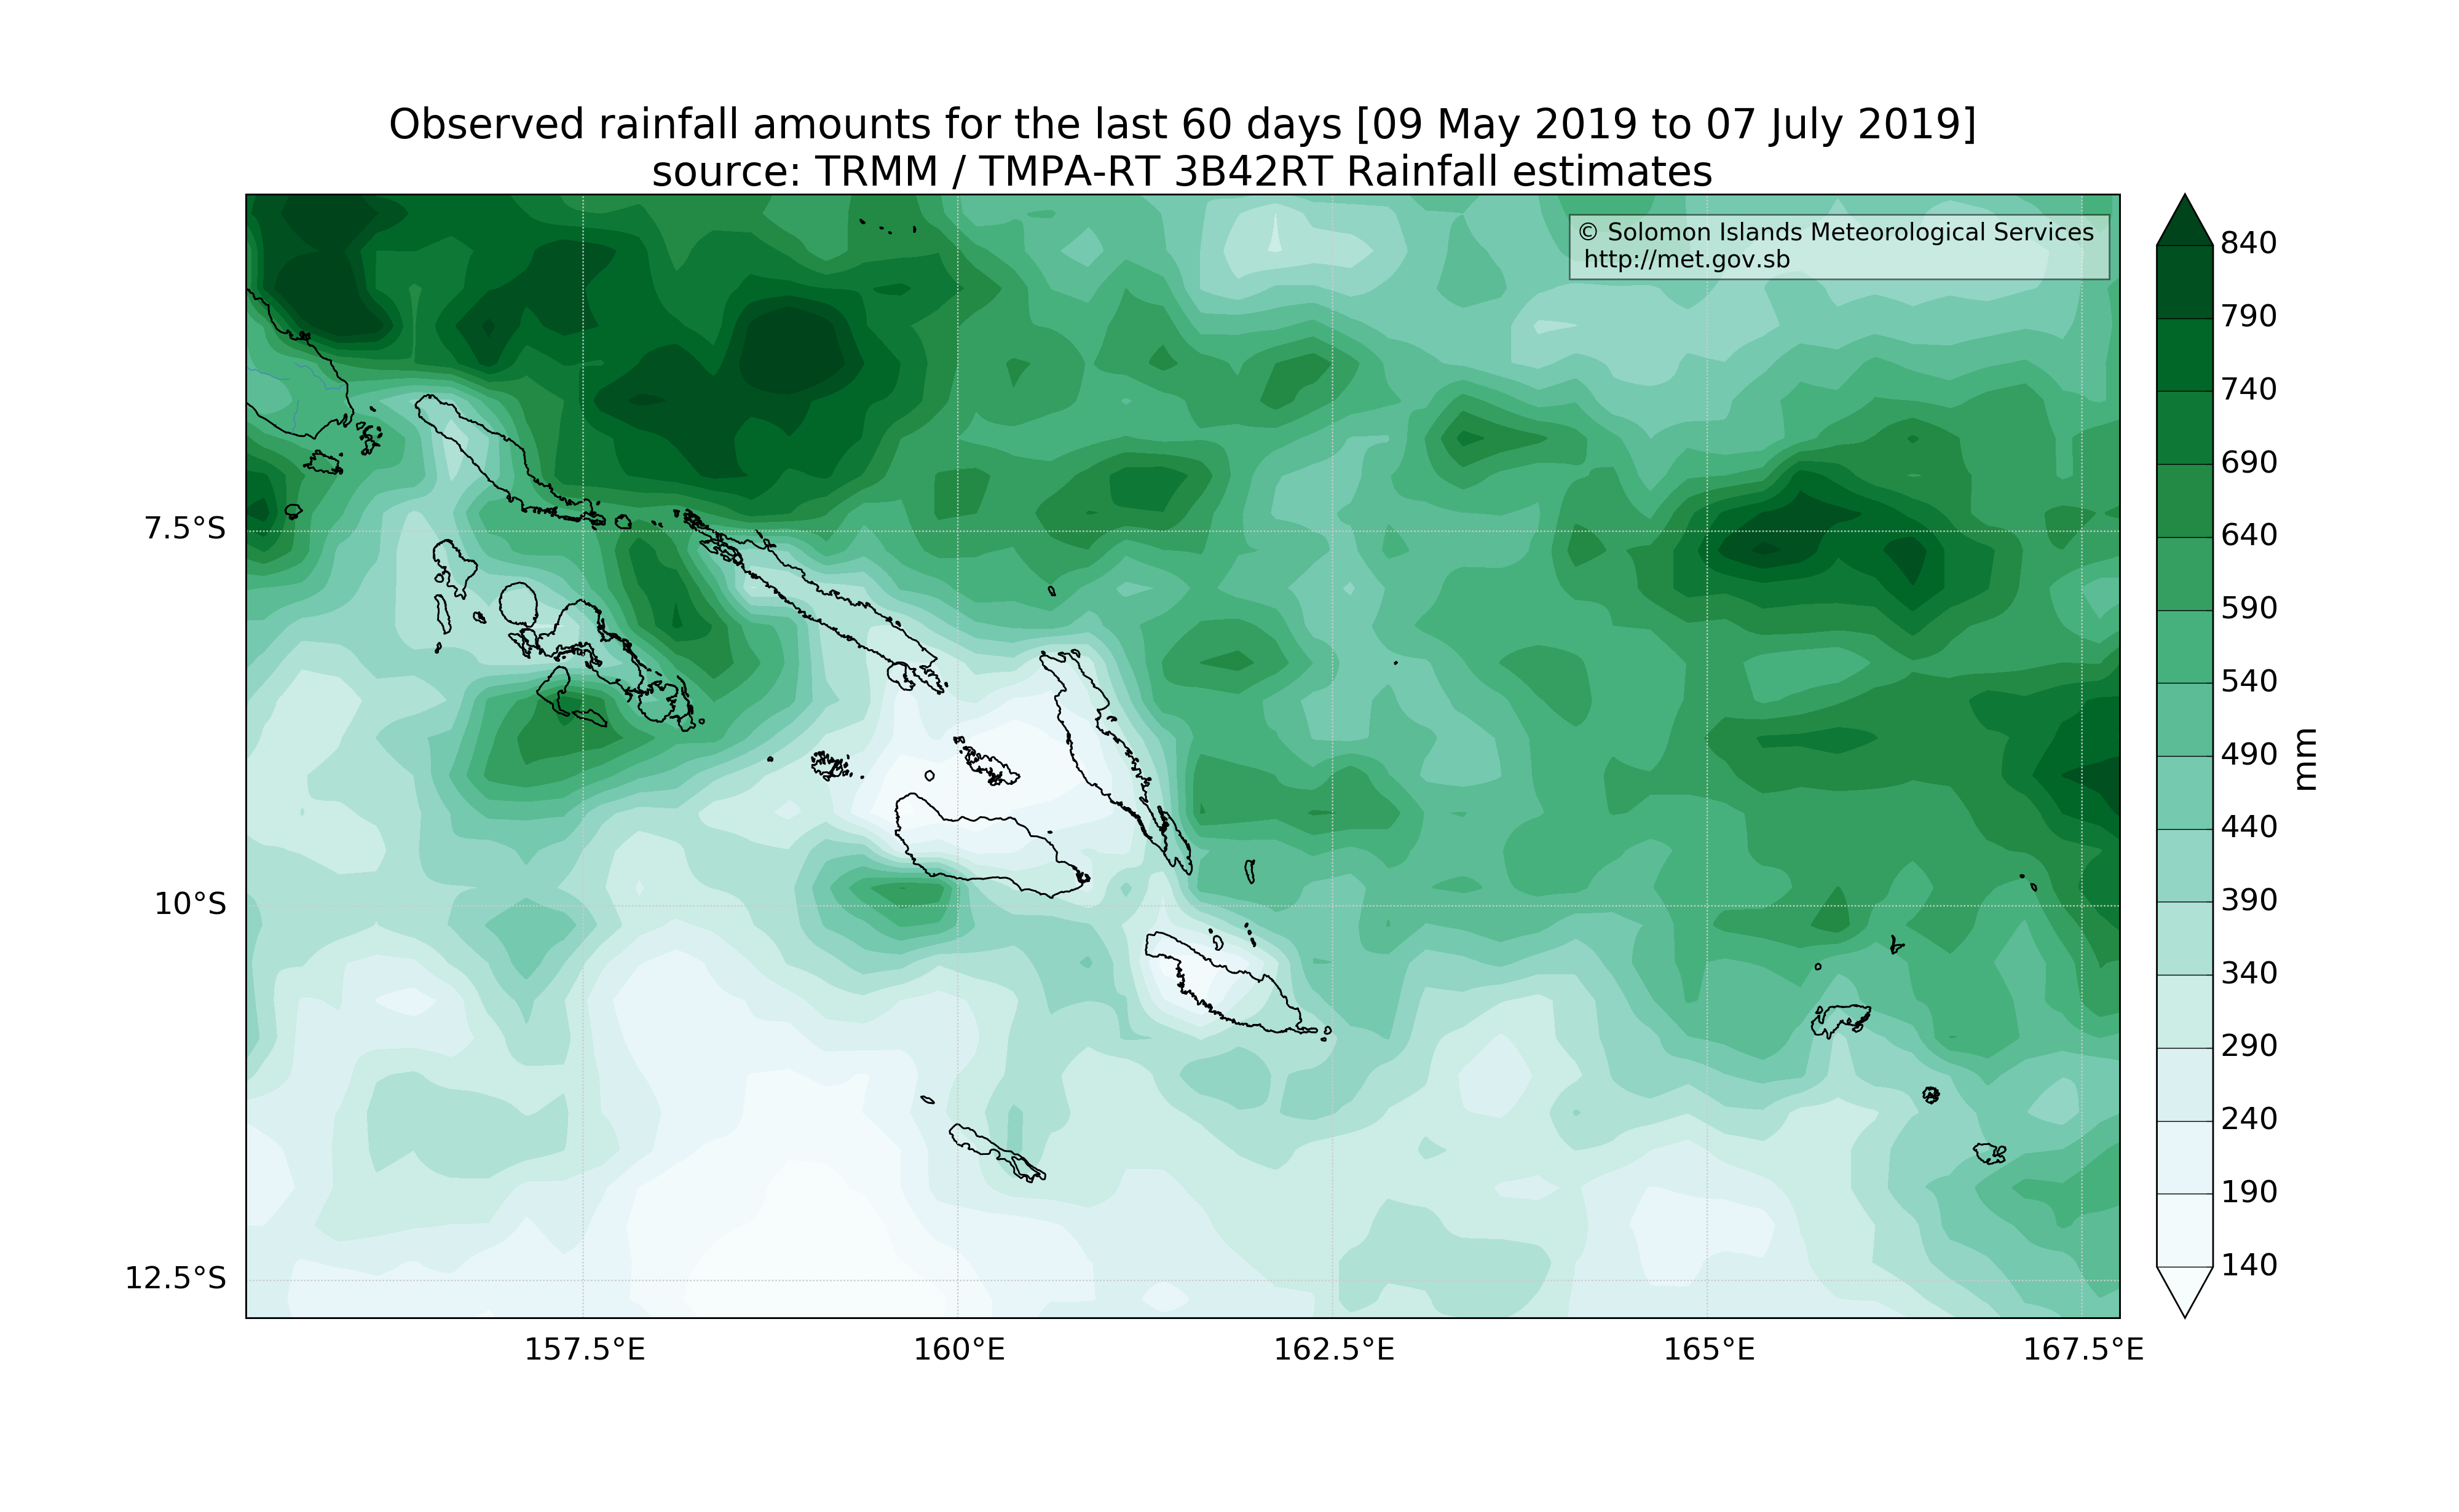 Observed rainfall amounts for the last 60 days [09 May 2019 to 07 July 2019]
source: TRMM / TMPA-RT 3B42RT Rainfall estimates
© Solomon Islands Meteorological Services
http://met.gov.sb
7.5°S
10°S
12.5°S
157.5°E
160°E
162.5°E
165°E
167.5°E
840
790
740
690
640
590
540
490
440
390
340
290
240
190
140
mm